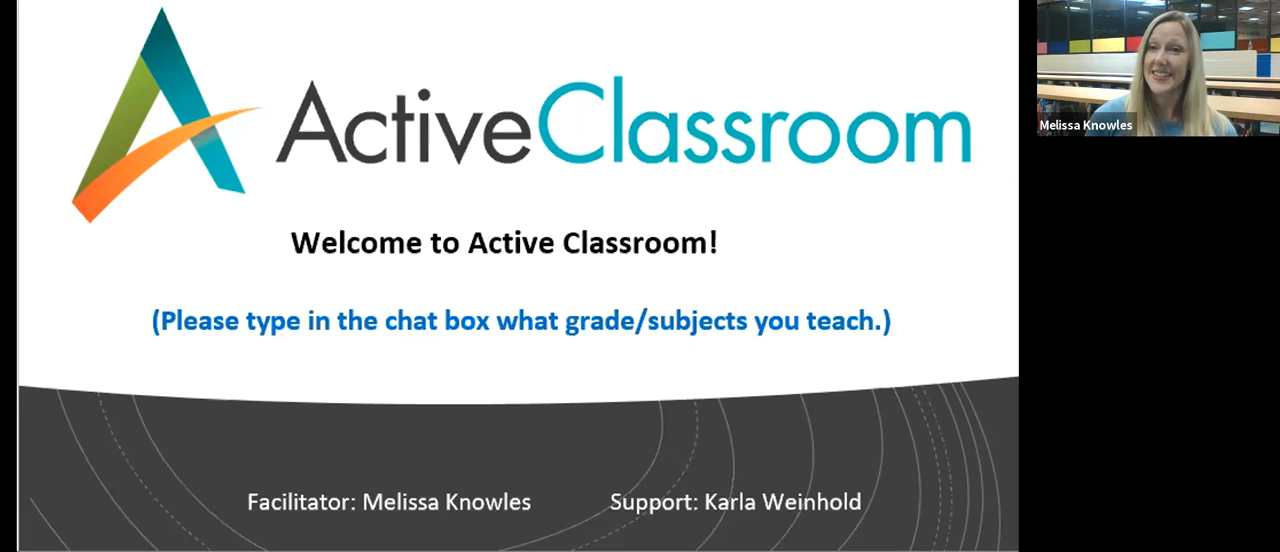 ActiveClassroom
Welcome to Active Classroom!
(Please type in the chat box what grade/subjects you teach.)
Facilitator: Melissa Knowles
Support: Karla Weinhold
Melissa Knowles